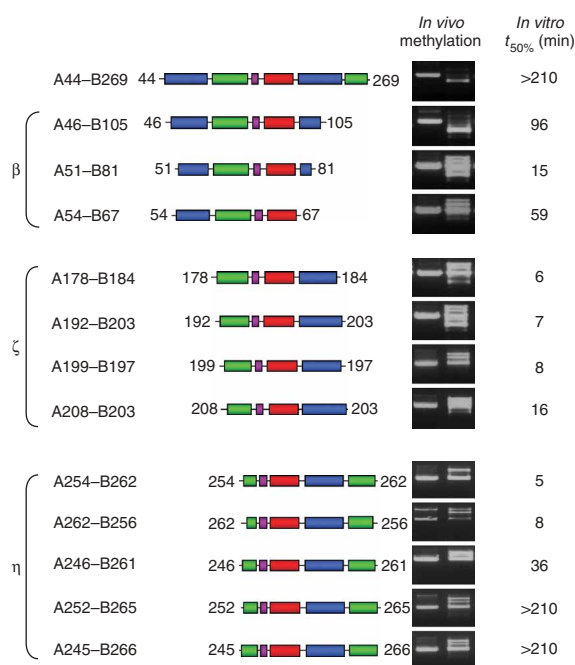 In vivo methylation
In vitro t50% (min)
A44–B269 44 269 >210
β
A46–B105 46 105 96
A51–B81 51 81 15
A54–B67 54 67 59
ζ
A178–B184 178 184 6
A192–B203 192 203 7
A199–B197 199 197 8
A208–B203 208 203 16
η
A254–B262 254 262 5
A262–B256 262 256 8
A246–B261 246 261 36
A252–B265 252 265 >210
A245–B266 245 266 >210